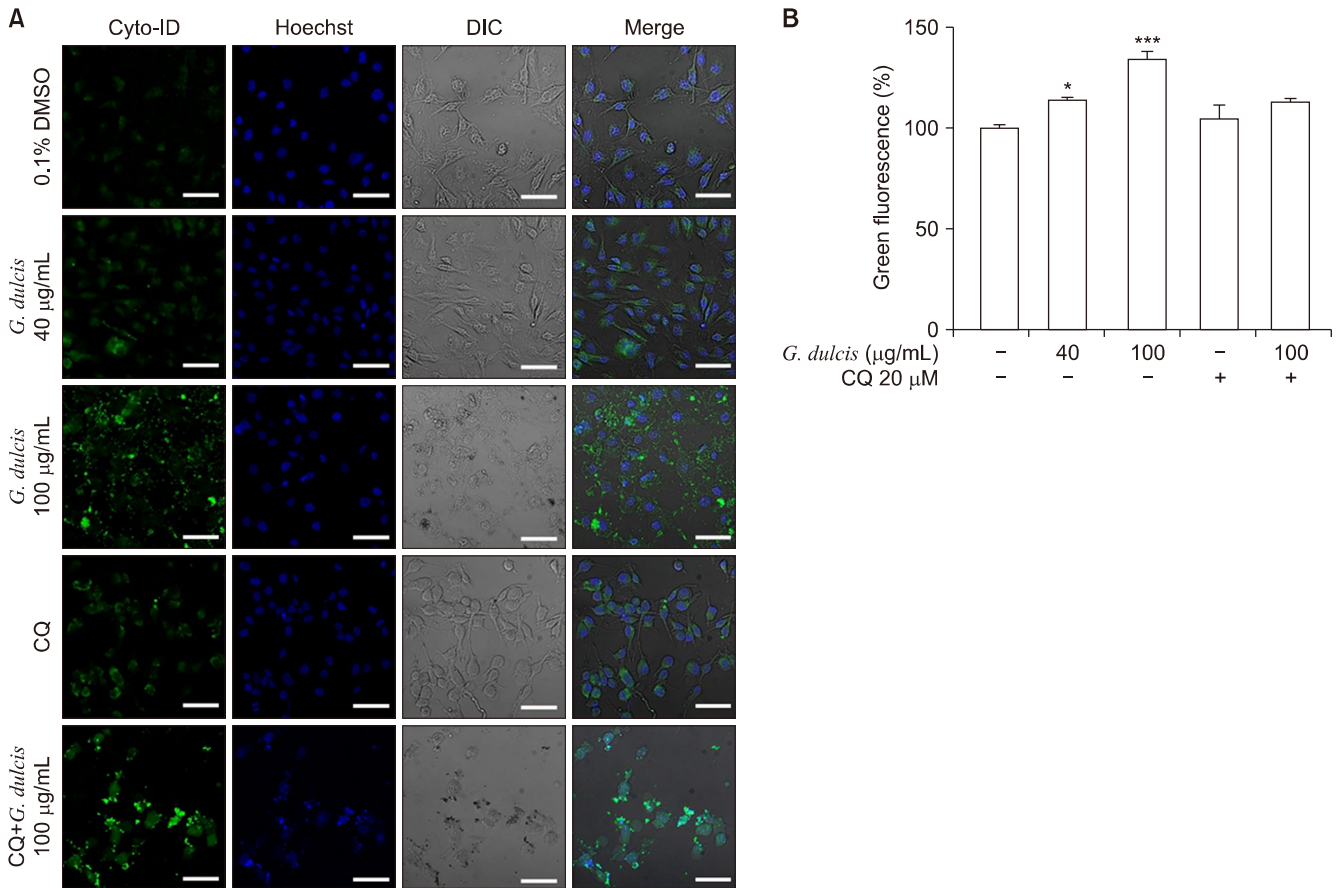 A
Cyto-ID Hoechst DIC Merge
0.1% DMSO
G. dulcis
40 μg/mL
G. dulcis
100 μg/mL
CQ
CQ+G. dulcis
100 μg/mL
B
Green fluorescence (%)
150
100
50
0
* ***
G. dulcis (μg/mL) − 40 100 − 100
CQ 20 μM − − − + +